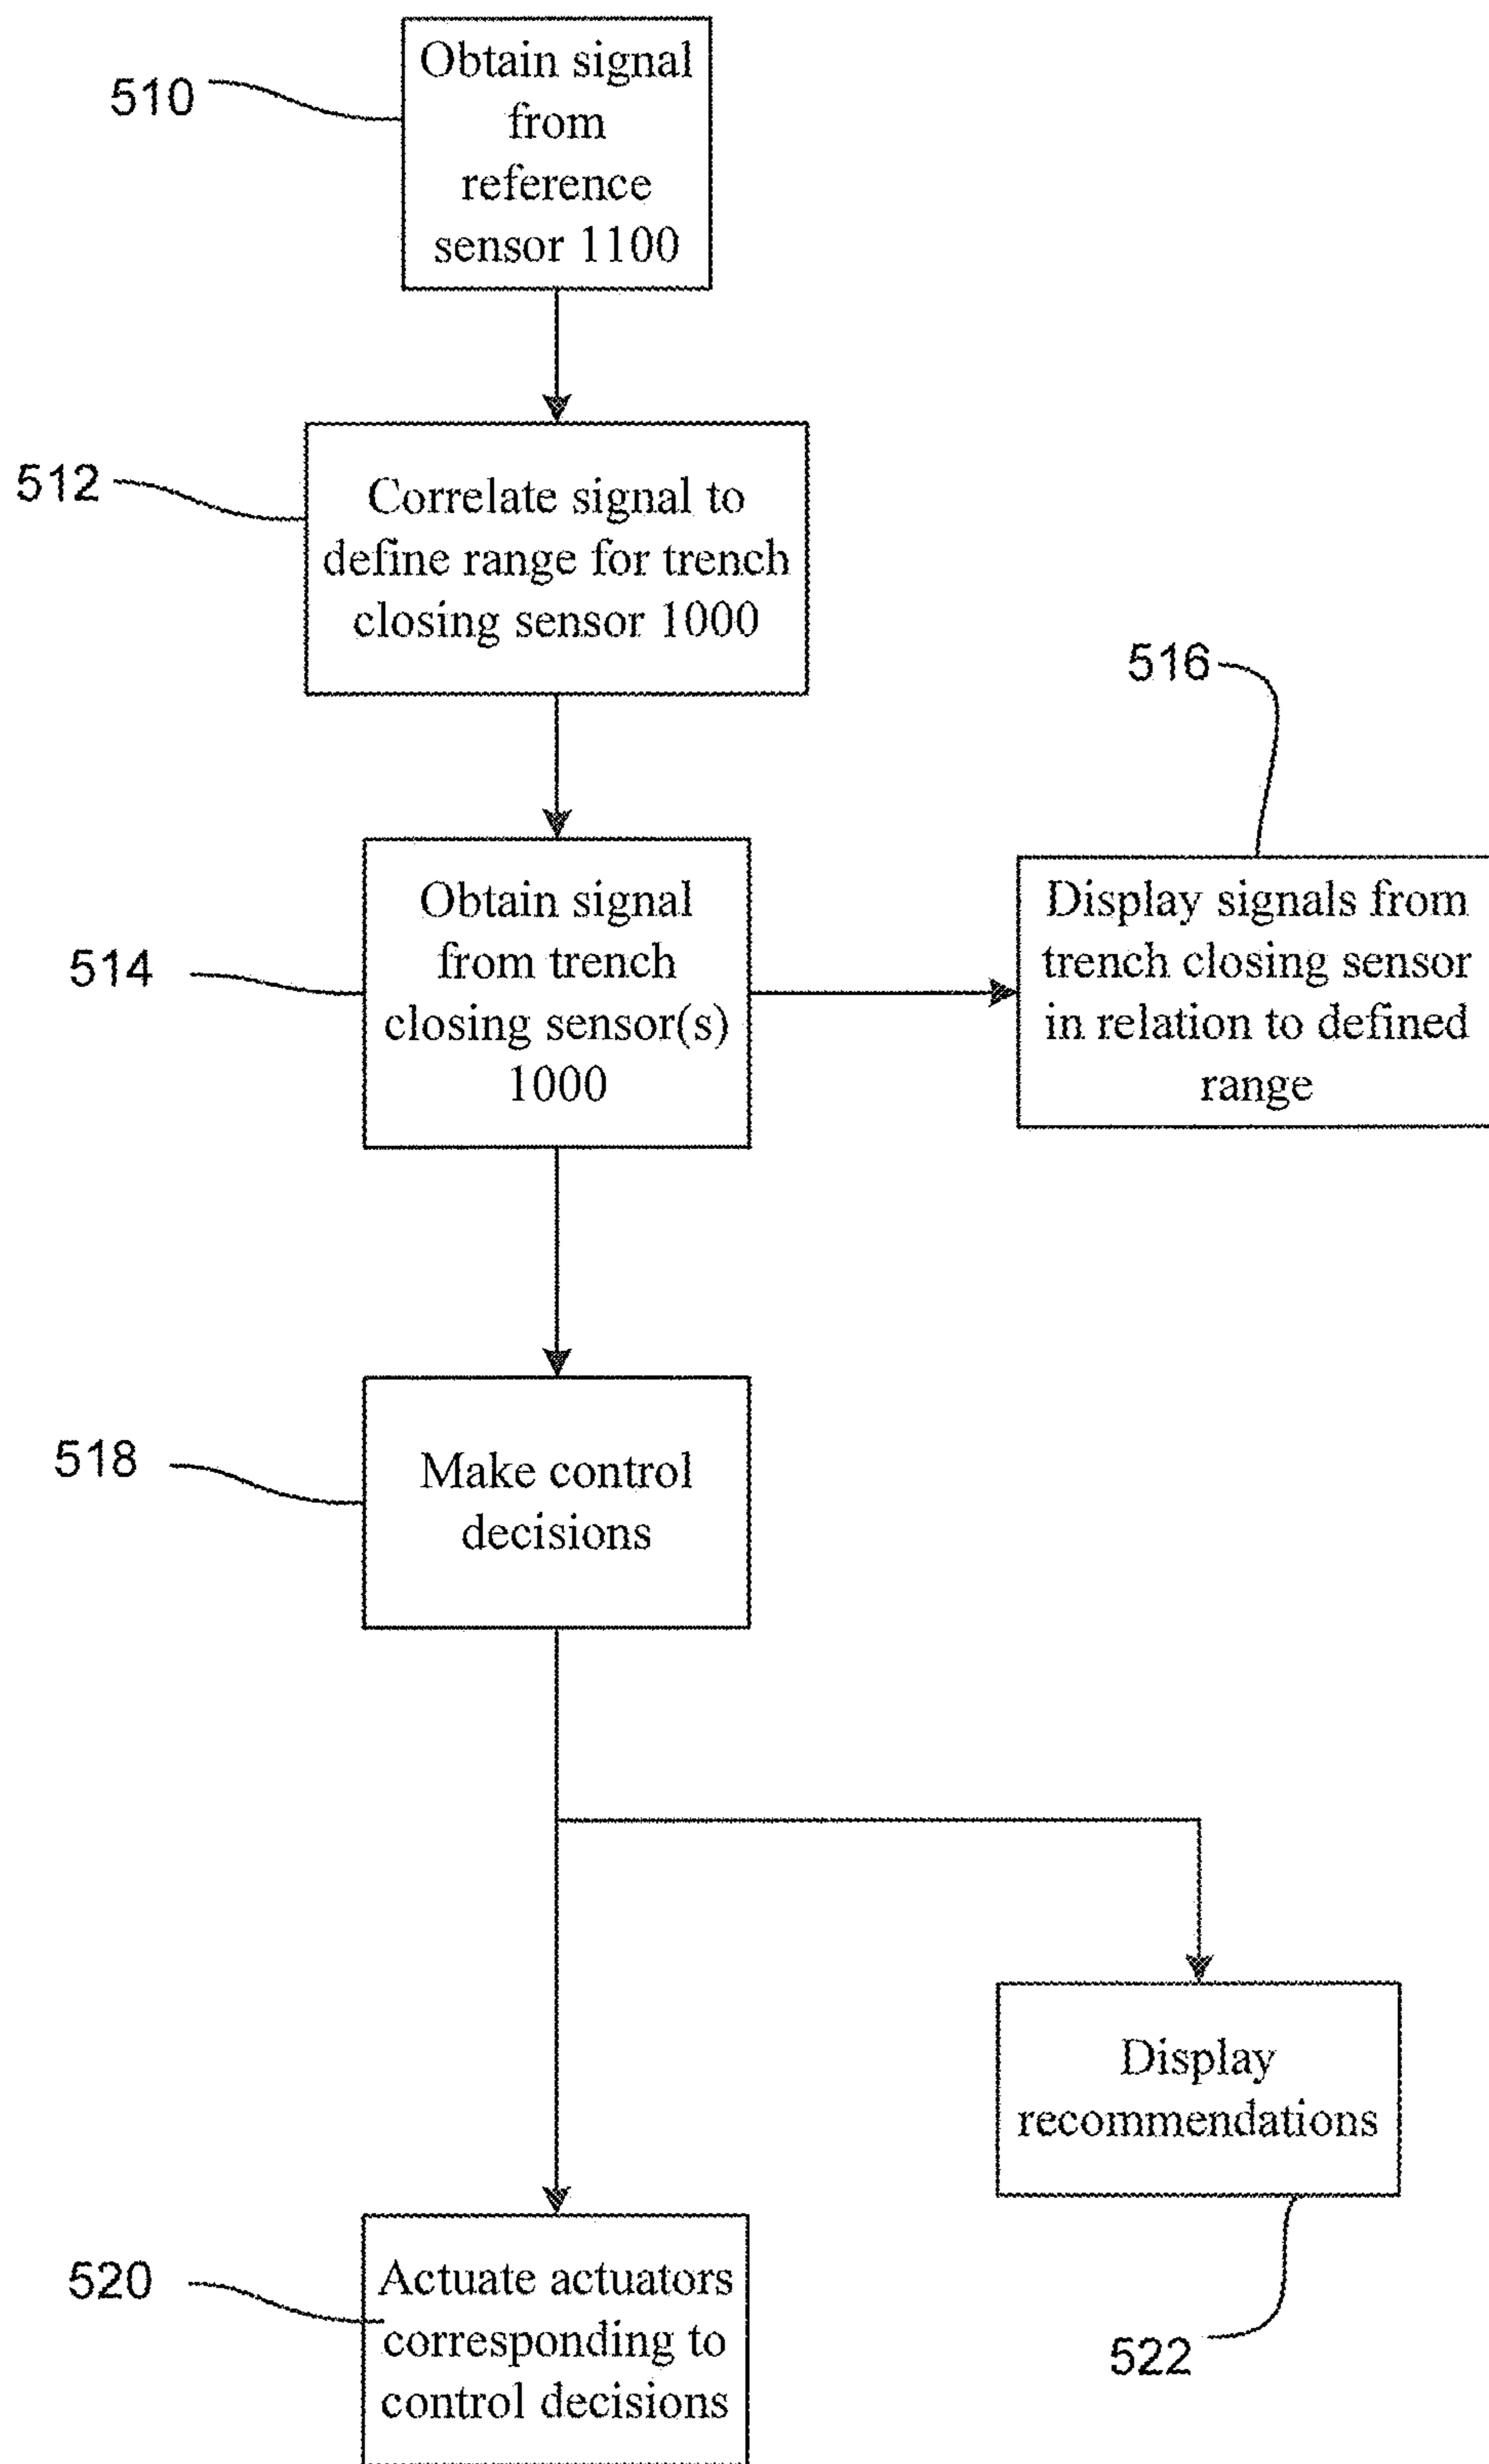 510
Obtain signal
from
reference
sensor 1100
512
Correlate signal to
define range for trench
closing sensor 1000
516
514
Obtain signal
from trench
closing sensor(s)
1000
Display signals from
trench closing sensor
in relation to defined
range
518
Make control
decisions
Display
recommendations
522
520
Actuate actuators
corresponding to
control decisions